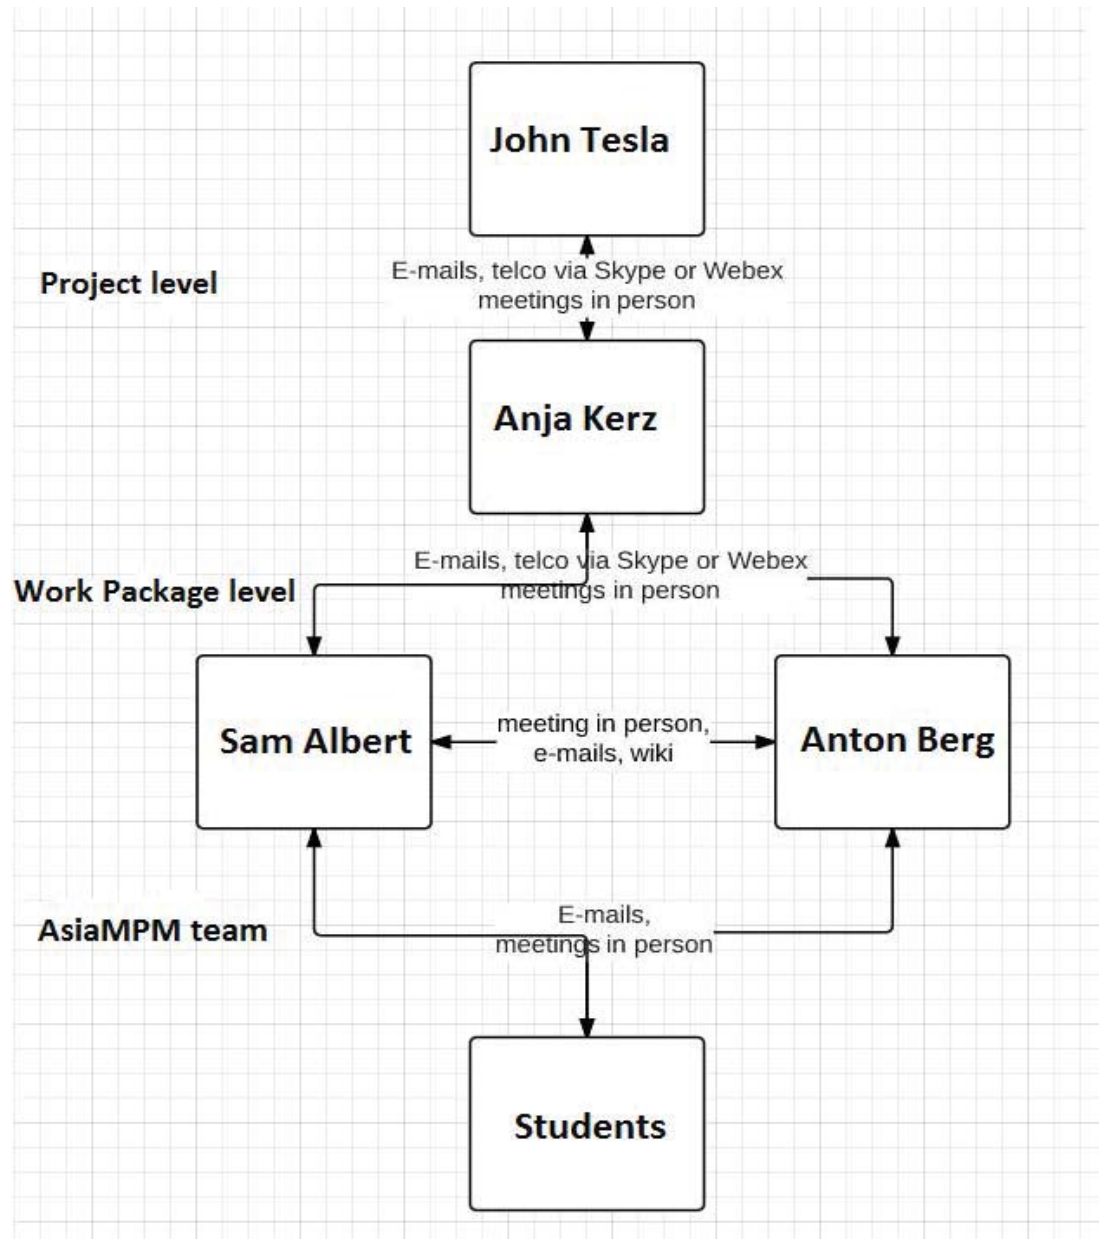 John Tesla
E-mails, telco via Skype or Webex
meetings in person
Project level
Anja Kerz
E-mails, telco via Skype or Webex
meetings in person
Work Package level
Sam Albert
meeting in person,
e-mails, wiki
Anton Berg
E-mails,
meetings in person
AsiaMPM team
Students